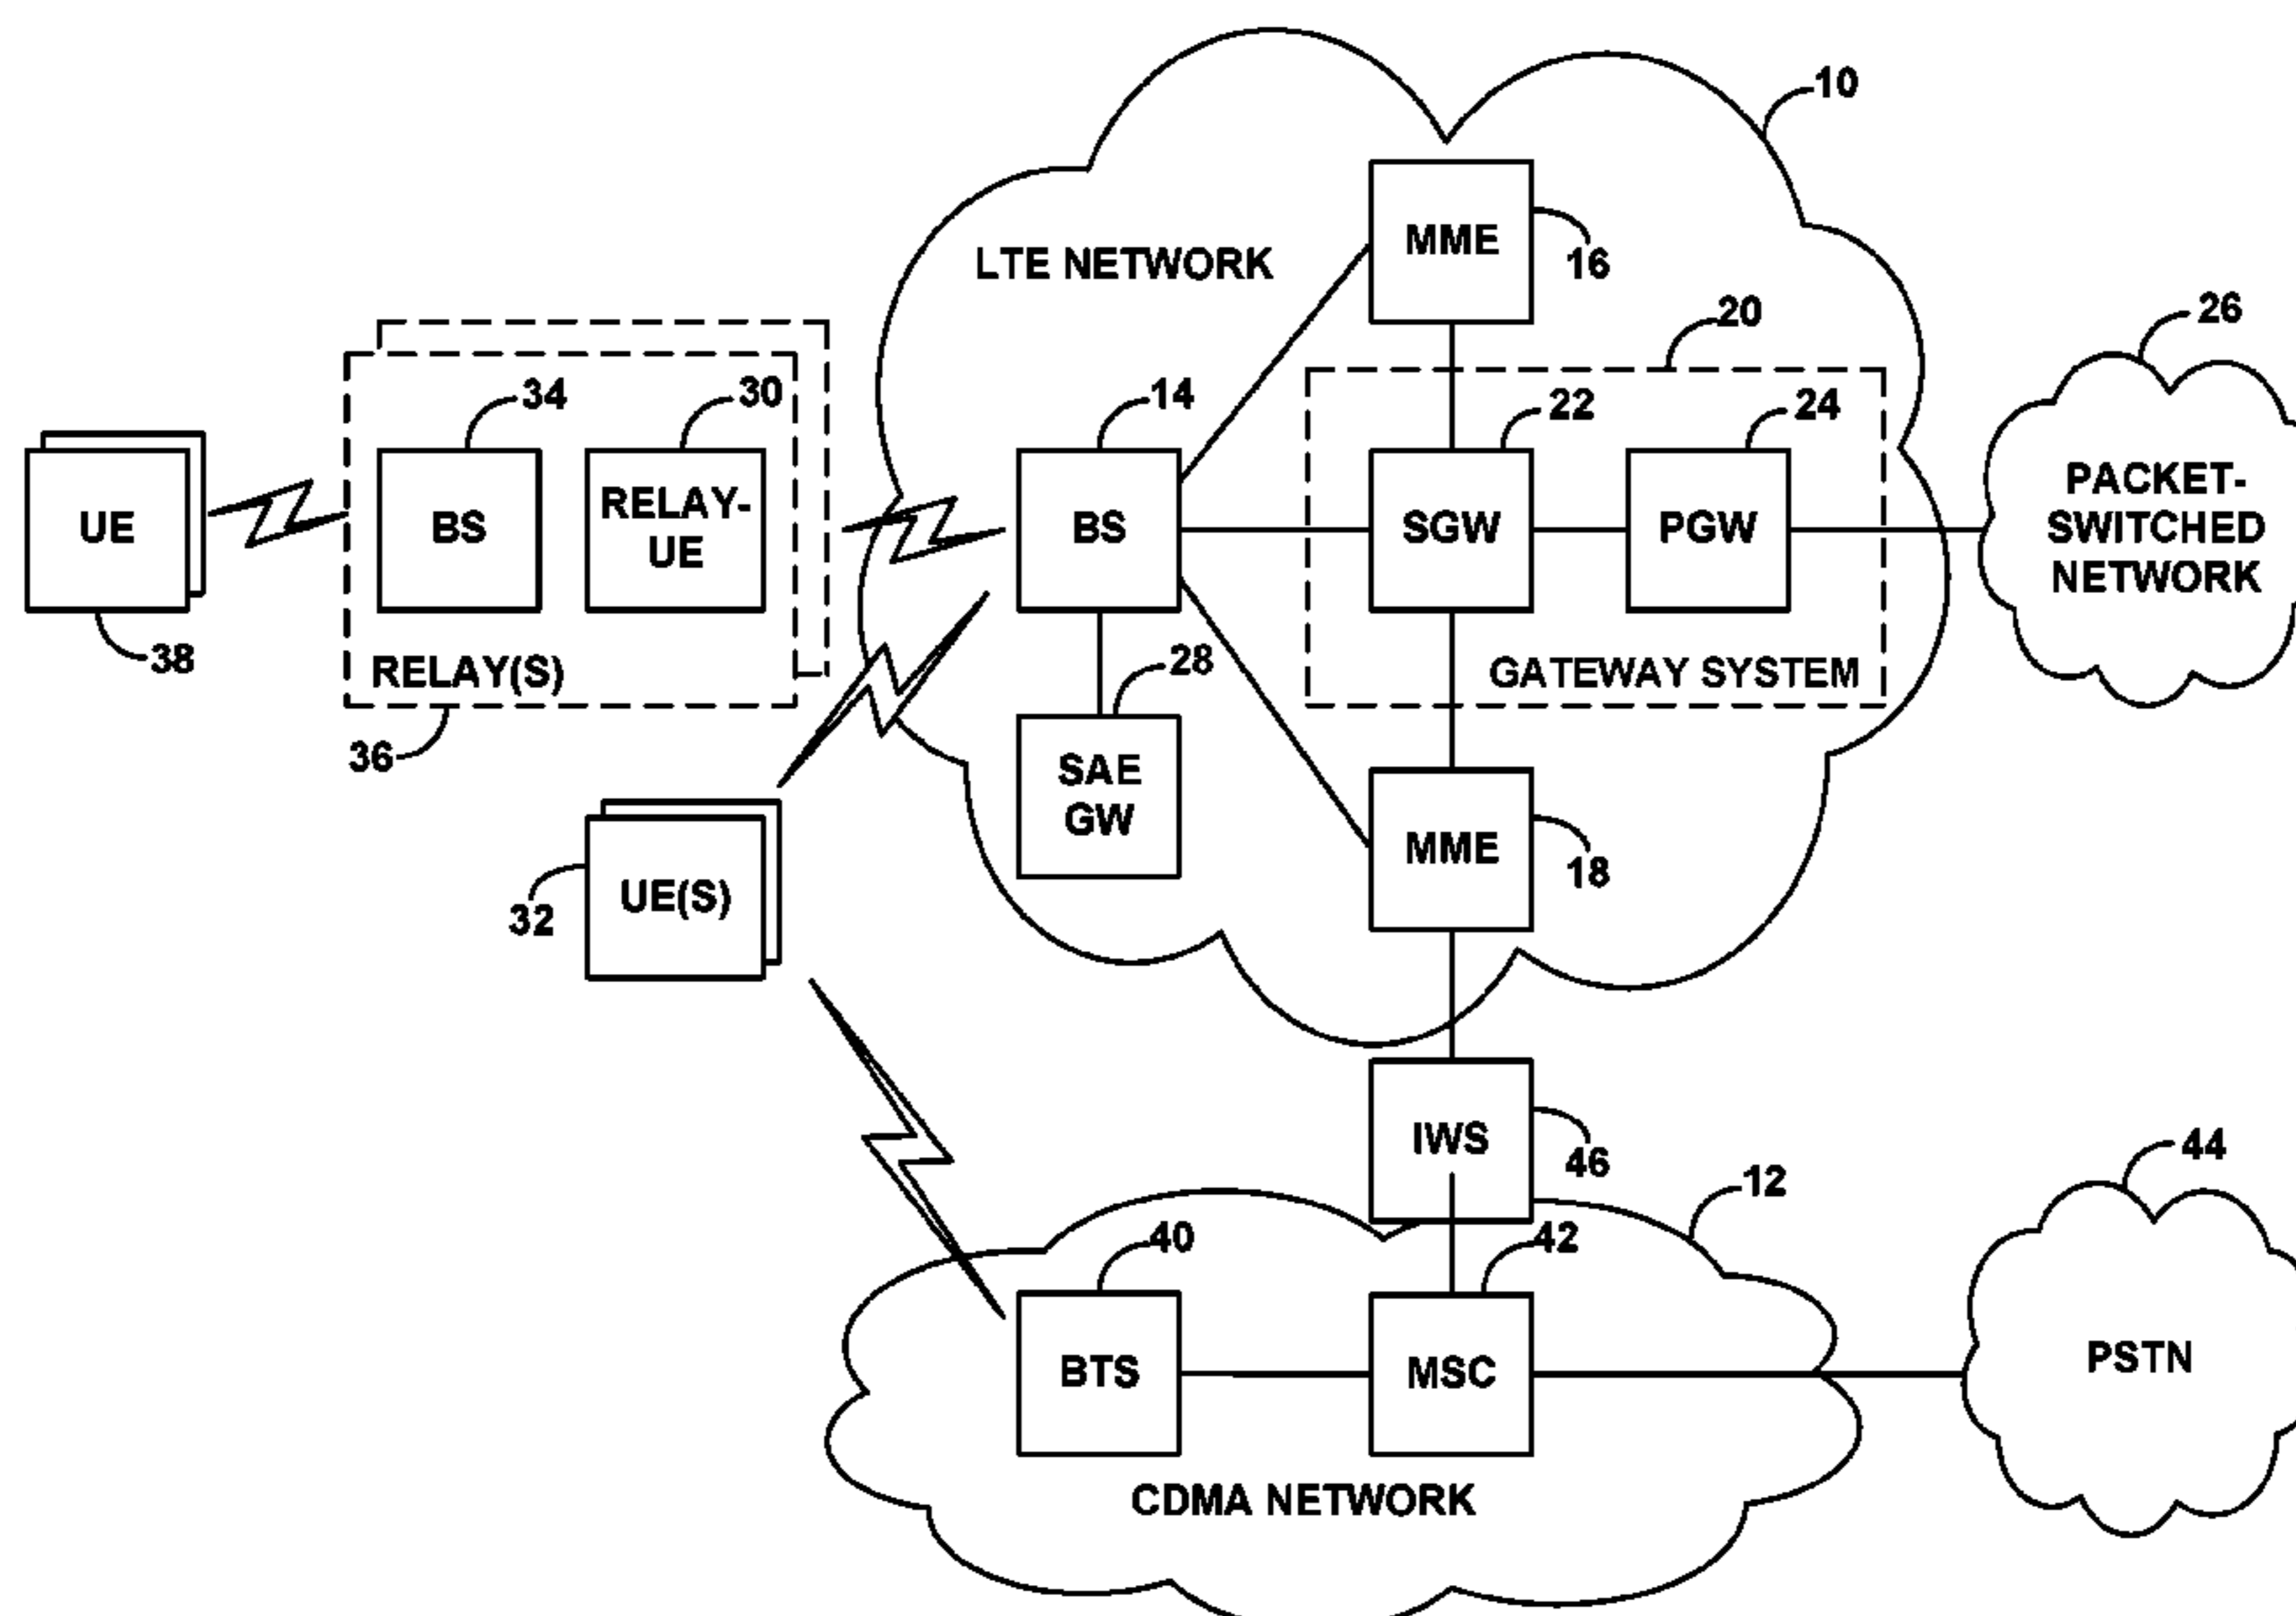 10
MME
16
LTE NETWORK
20
26
34
30
14
22
24
UE
BS
RELAY-
UE
BS
SGW
PGW
PACKET-
SWITCHED
NETWORK
38
RELAY(S)
28
GATEWAY SYSTEM
36
SAE
GW
MME
18
32
UE(S)
IWS
46
44
12
40
42
BTS
MSC
PSTN
CDMA NETWORK